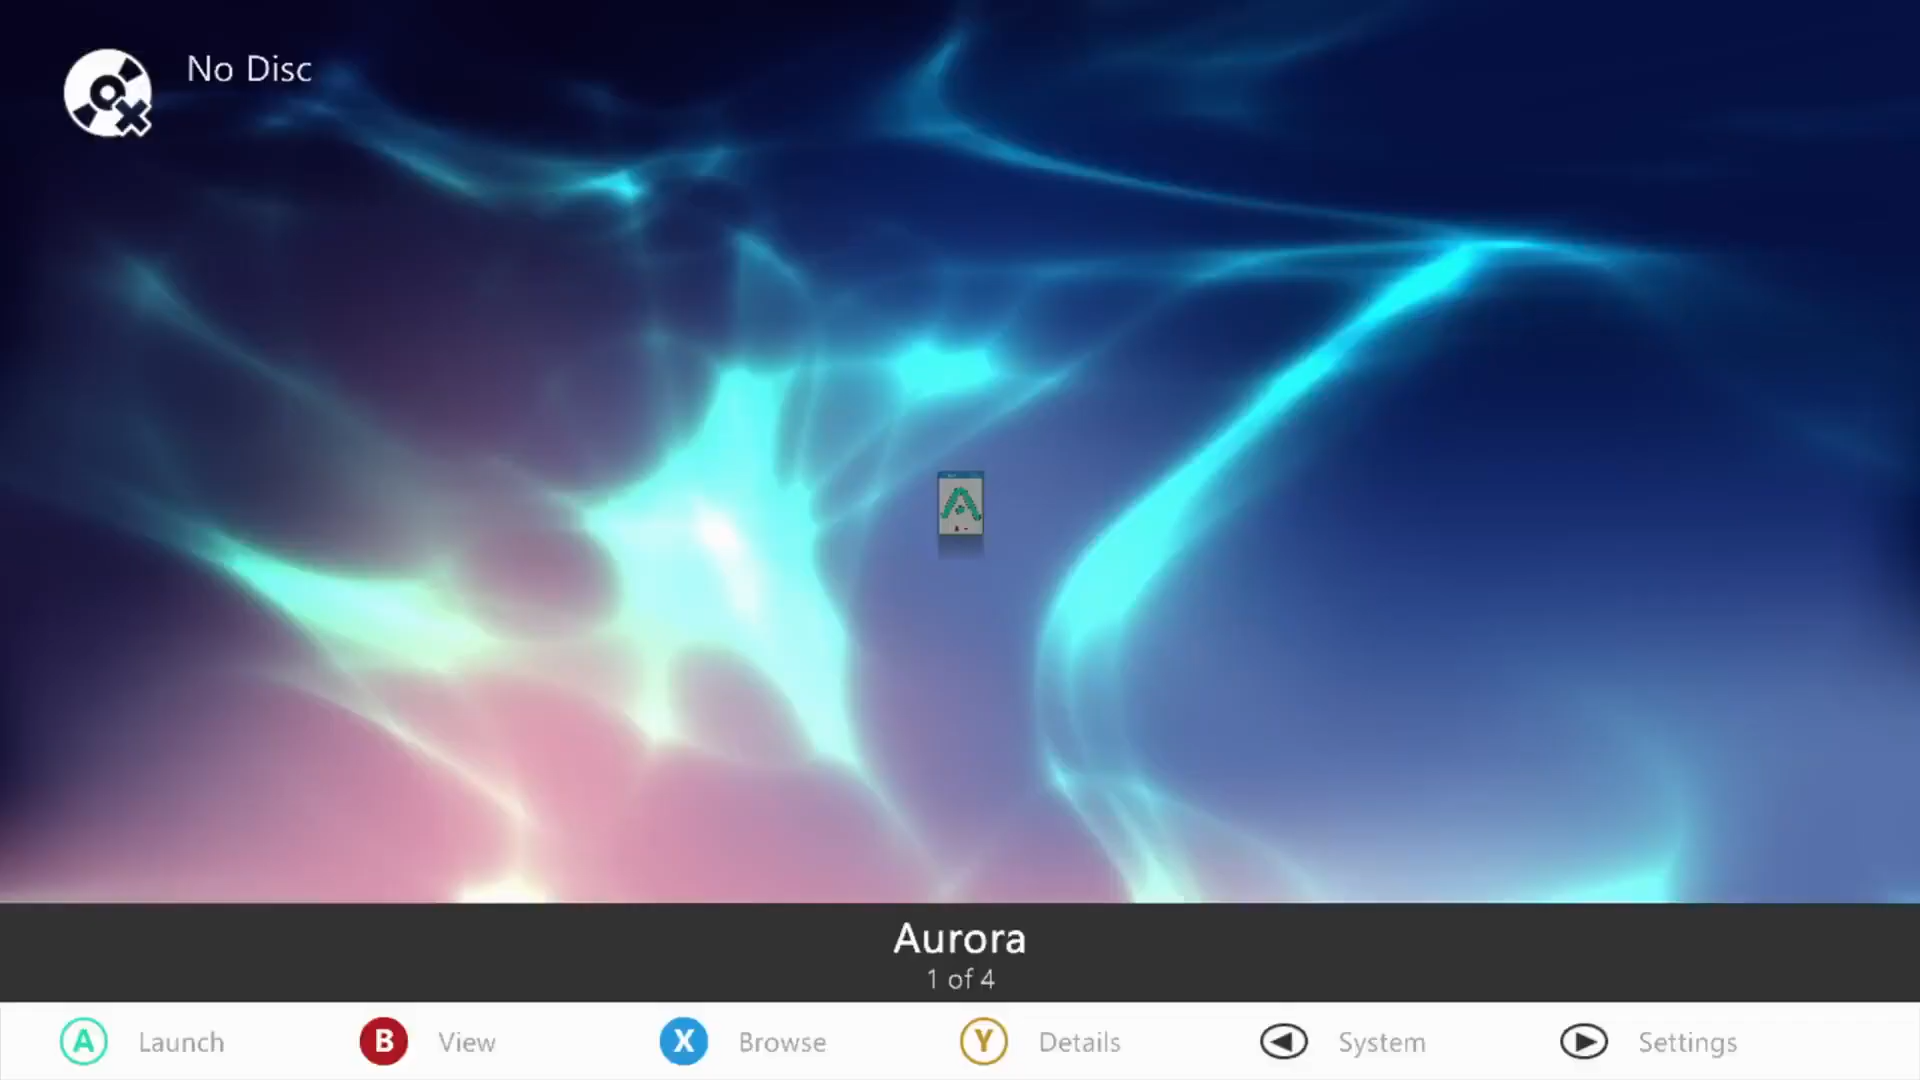 No Disc
Aurora
1 of 4
A Launch
B View
X Browse
Y Details
System
Settings